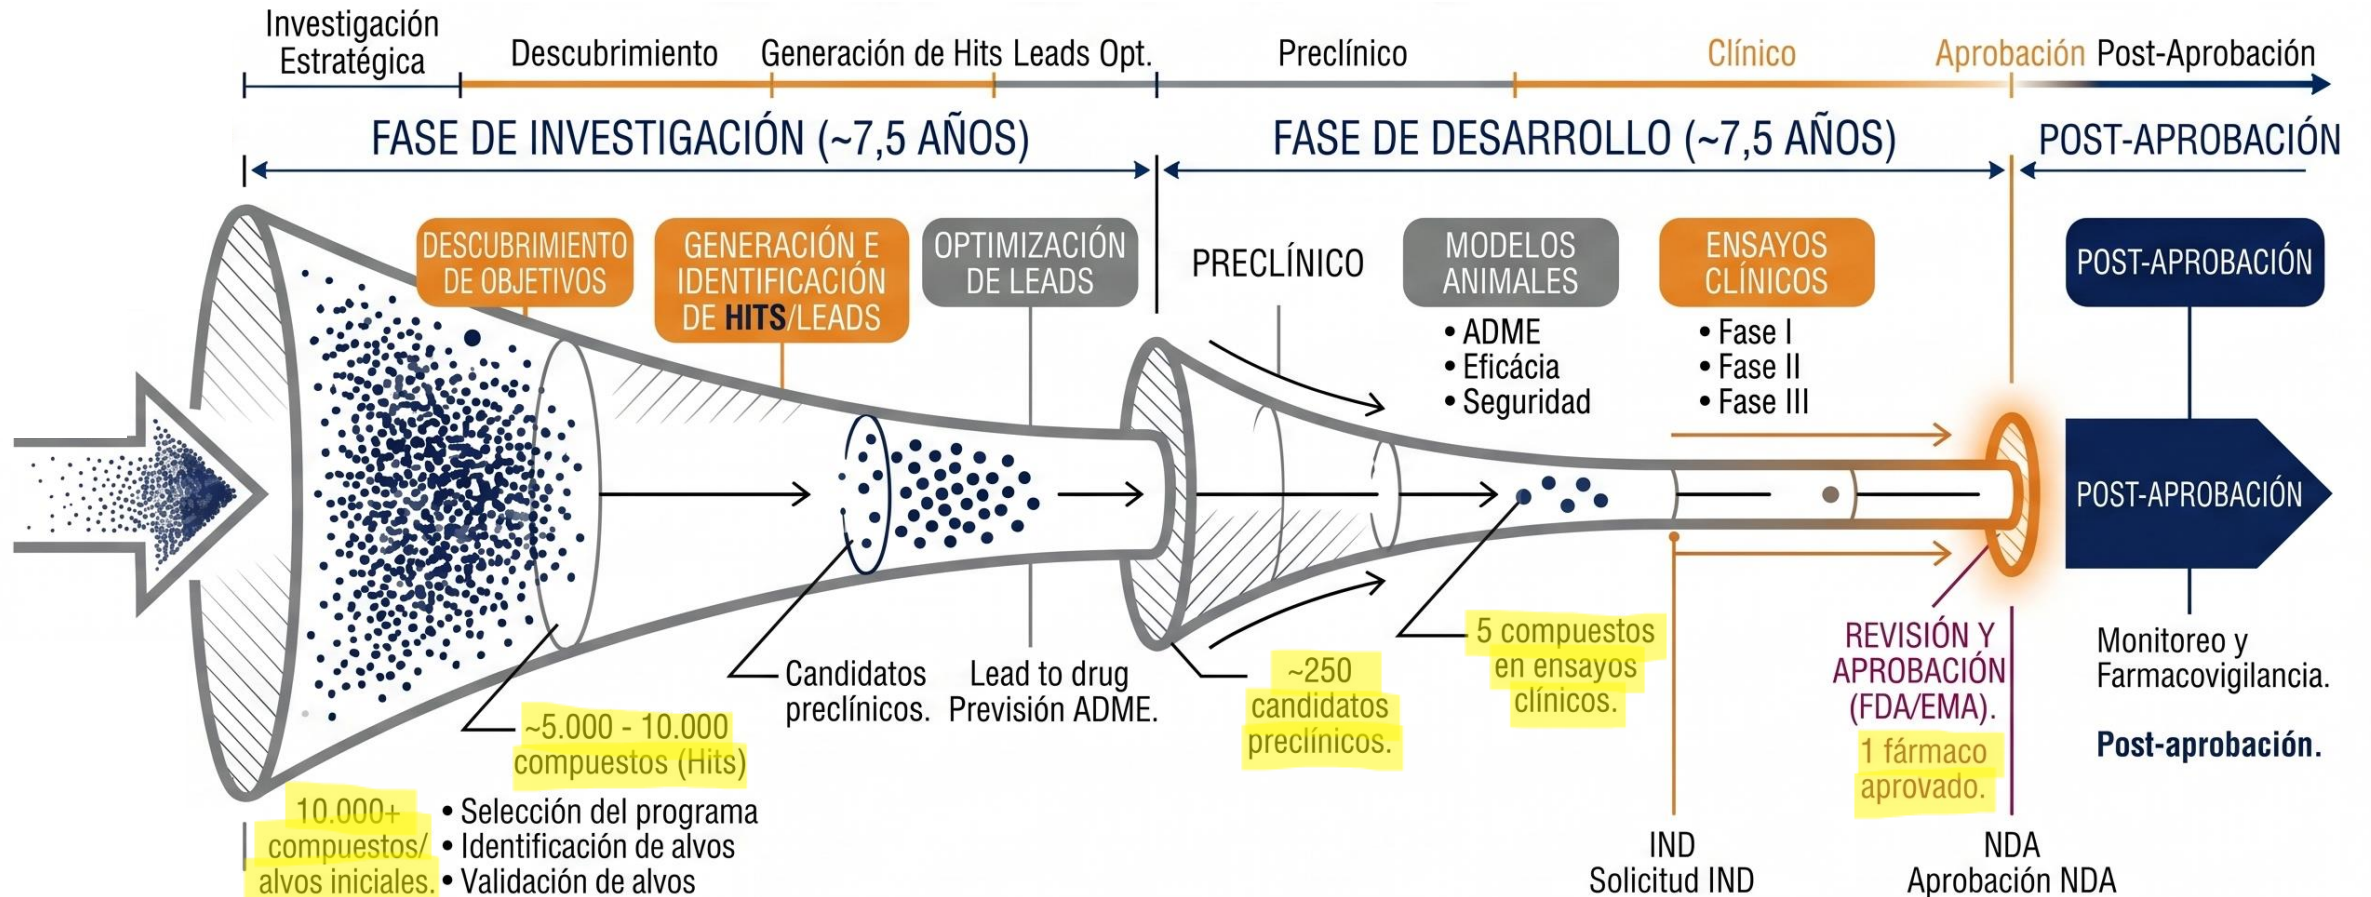 Investigación
Estratégica
Descubrimiento
Generación de Hits
Leads Opt.
Preclínico
Clínico
Aprobación
Post-Aprobación
FASE DE INVESTIGACIÓN (~7,5 AÑOS)
FASE DE DESARROLLO (~7,5 AÑOS)
POST-APROBACIÓN
DESCUBRIMIENTO
DE OBJETIVOS
GENERACIÓN E
IDENTIFICACIÓN
DE HITS/LEADS
OPTIMIZACIÓN
DE LEADS
PRECLÍNICO
MODELOS
ANIMALES
• ADME
• Eficácia
• Seguridad
ENSAYOS
CLÍNICOS
• Fase I
• Fase II
• Fase III
POST-APROBACIÓN
POST-APROBACIÓN
10.000+
compuestos/
alvos iniciales.
• Selección del programa
• Identificación de alvos
• Validación de alvos
~5.000 - 10.000
compuestos (Hits)
Candidatos
preclínicos.
Lead to drug
Previsión ADME.
~250
candidatos
preclínicos.
5 compuestos
en ensayos
clínicos.
REVISIÓN Y
APROBACIÓN
(FDA/EMA).
1 fármaco
aprovado.
IND
Solicitud IND
NDA
Aprobación NDA
Monitoreo y
Farmacovigilancia.
Post-aprobación.